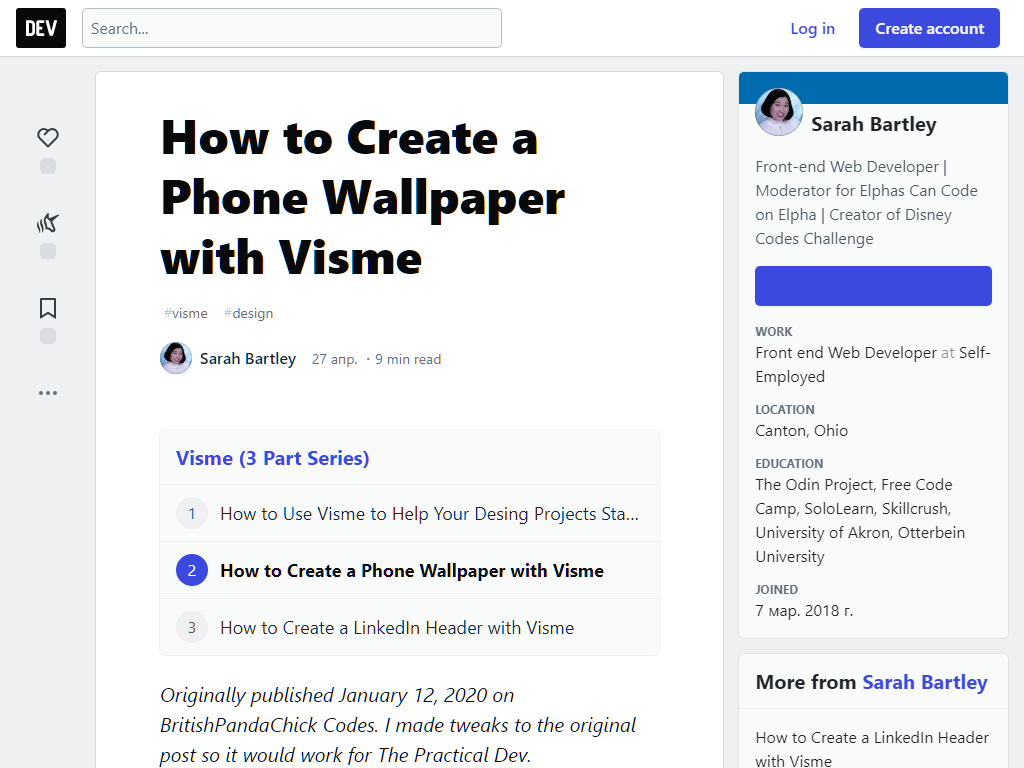 DEV
Search...
Log in
Create account
How to Create a
Phone Wallpaper
with Visme
#visme #design
Sarah Bartley 27 апр. ・9 min read
Visme (3 Part Series)
1 How to Use Visme to Help Your Desing Projects Sta...
2 How to Create a Phone Wallpaper with Visme
3 How to Create a LinkedIn Header with Visme
Originally published January 12, 2020 on
BritishPandaChick Codes. I made tweaks to the original
post so it would work for The Practical Dev.
Sarah Bartley
Front-end Web Developer |
Moderator for Elphas Can Code
on Elpha | Creator of Disney
Codes Challenge
WORK
Front end Web Developer at Self-
Employed
LOCATION
Canton, Ohio
EDUCATION
The Odin Project, Free Code
Camp, SoloLearn, Skillcrush,
University of Akron, Otterbein
University
JOINED
7 мар. 2018 г.
More from Sarah Bartley
How to Create a LinkedIn Header
with Visme